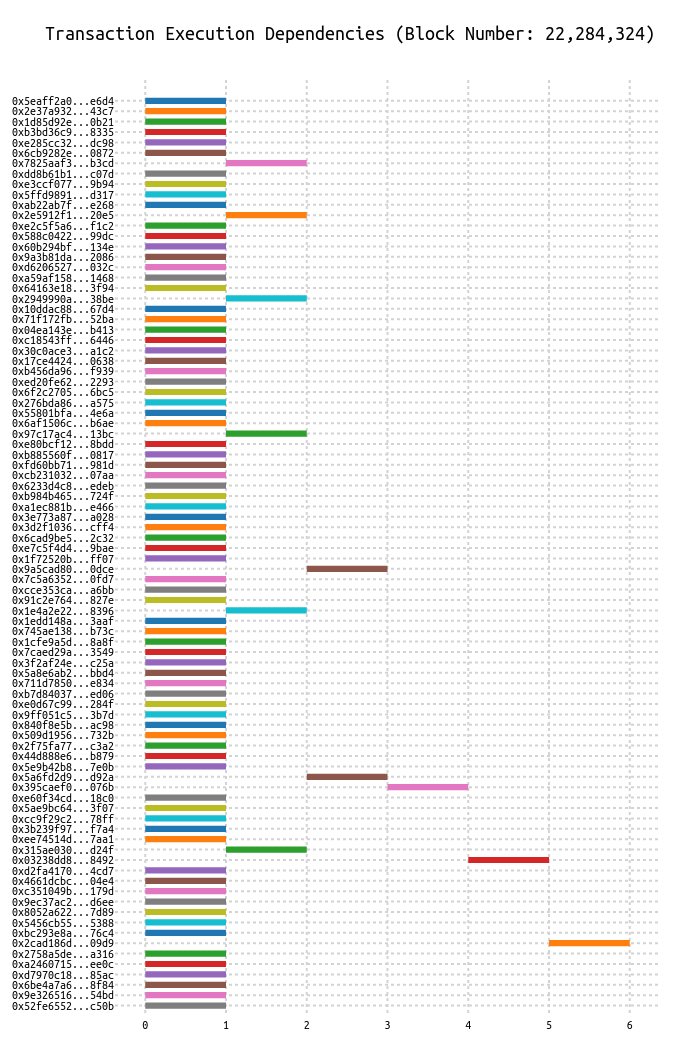 Transaction Execution Dependencies (Block Number: 22,284,324)
0x5eaff2a0...e6d4
0x2e37a932...43c7
0x1d85d92e...0b21
0xb3bd36c9...8335
0xe285cc32...dc98
0x6cb9282e...0872
0x7825aaf3...b3cd
0xdd8b61b1...c07d
0xe3ccf077...9b94
0x5ffd9891...d317
0xab22ab7f...e268
0x2e5912f1...20e5
0xe2c5f5a6...f1c2
0x588c0422...99dc
0x60b294bf...134e
0x9a3b81da...2086
0xd6206527...032c
0xa59af158...1468
0x64163e18...3f94
0x2949990a...38be
0x10ddac88...67d4
0x71f172fb...52ba
0x04ea143e...b413
0xc18543ff...6446
0x30c0ace3...a1c2
0x17ce4424...0638
0xb456da96...f939
0xed20fe62...2293
0x6f2c2705...6bc5
0x276bda86...a575
0x55801bfa...4e6a
0x6af1506c...b6ae
0x97c17ac4...13bc
0xe80bcf12...8bdd
0xb885560f...0817
0xfd60bb71...981d
0xcb231032...07aa
0x6233d4c8...edeb
0xb984b465...724f
0xa1ec881b...e466
0x3e773a87...a028
0x3d2f1036...cff4
0x6cad9be5...2c32
0xe7c5f4d4...9bae
0x1f72520b...ff07
0x9a5cad80...0dce
0x7c5a6352...0fd7
0xcce353ca...a6bb
0x91c2e764...827e
0x1e4a2e22...8396
0x1edd148a...3aaf
0x745ae138...b73c
0x1cfe9a5d...8a8f
0x7caed29a...3549
0x3f2af24e...c25a
0x5a8e6ab2...bbd4
0x711d7850...e834
0xb7d84037...ed06
0xe0d67c99...284f
0x9ff051c5...3b7d
0x840f8e5b...ac98
0x509d1956...732b
0x2f75fa77...c3a2
0x44d888e6...b879
0x5e9b42b8...7e0b
0x5a6fd2d9...d92a
0x395caef0...076b
0xe60f34cd...18c0
0x5ae9bc64...3f07
0xcc9f29c2...78ff
0x3b239f97...f7a4
0xee74514d...7aa1
0x315ae030...d24f
0x03238dd8...8492
0xd2fa4170...4cd7
0x4661dcbc...04e4
0xc351049b...179d
0x9ec37ac2...d6ee
0x8052a622...7d89
0x5456cb55...5388
0xbc293e8a...76c4
0x2cad186d...09d9
0x2758a5de...a316
0xa2460715...ee0c
0xd7970c18...85ac
0x6be4a7a6...8f84
0x9e326516...54bd
0x52fe6552...c50b
0 1 2 3 4 5 6